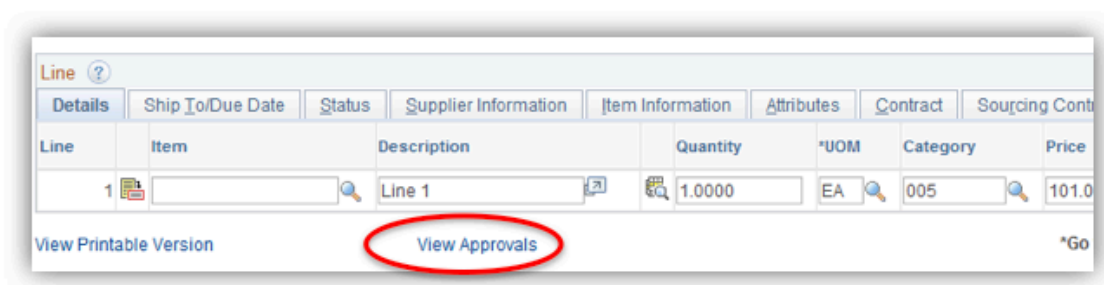 Line ?
Details Ship To/Due Date Status Supplier Information Item Information Attributes Contract Sourcing
Line Item Description Quantity *UOM Category Price
1 Line 1 1.0000 EA 005 101.0
View Printable Version View Approvals *Go